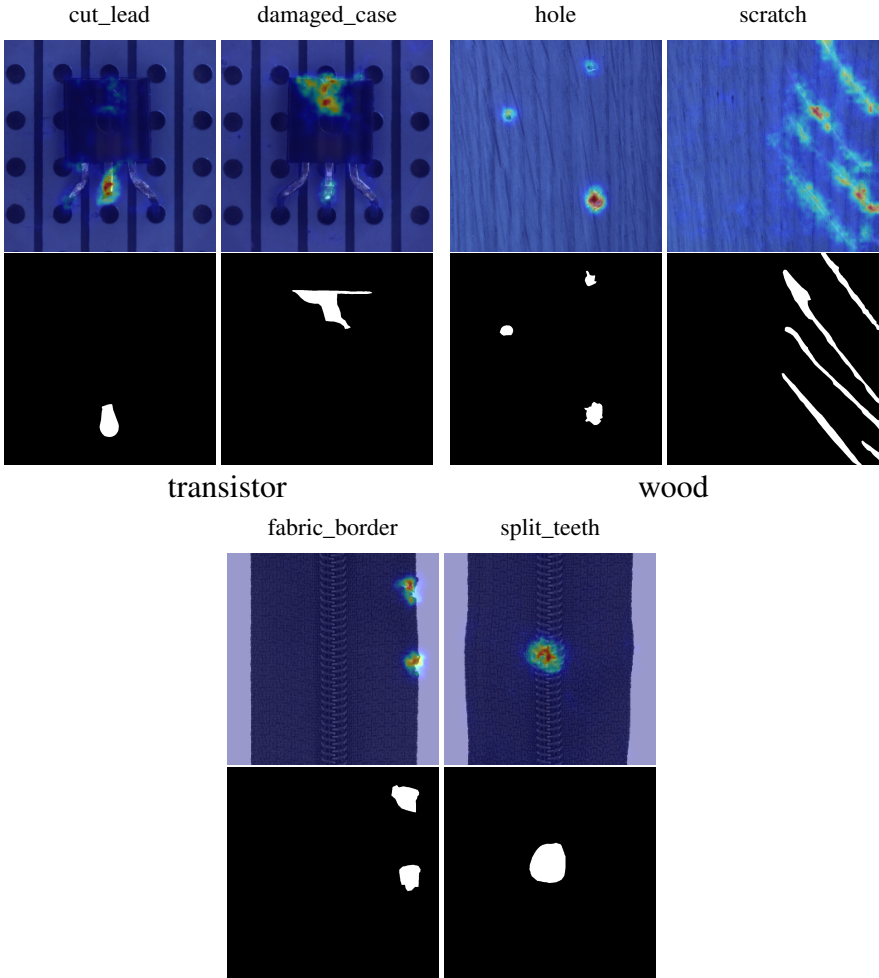 cut_lead damaged_case hole scratch
transistor wood
fabric_border split_teeth